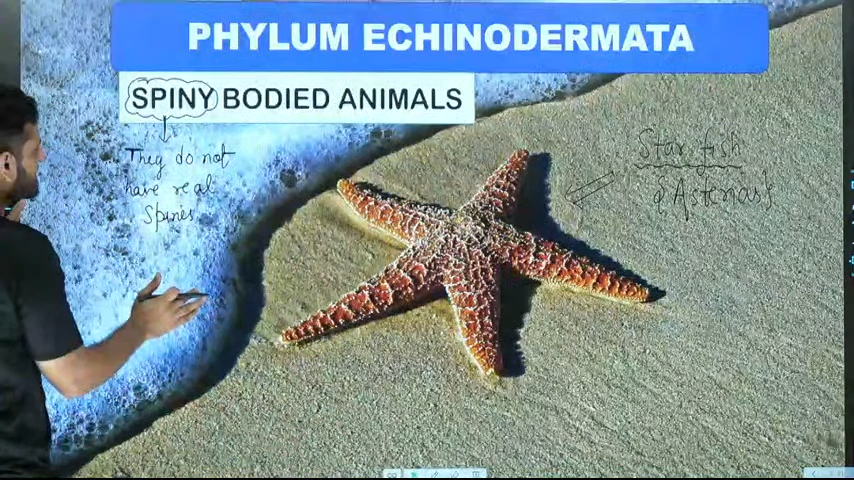 PHYLUM ECHINODERMATA
SPINY BODIED ANIMALS
They do not
have real
Spines
Star fish
{Asterias}